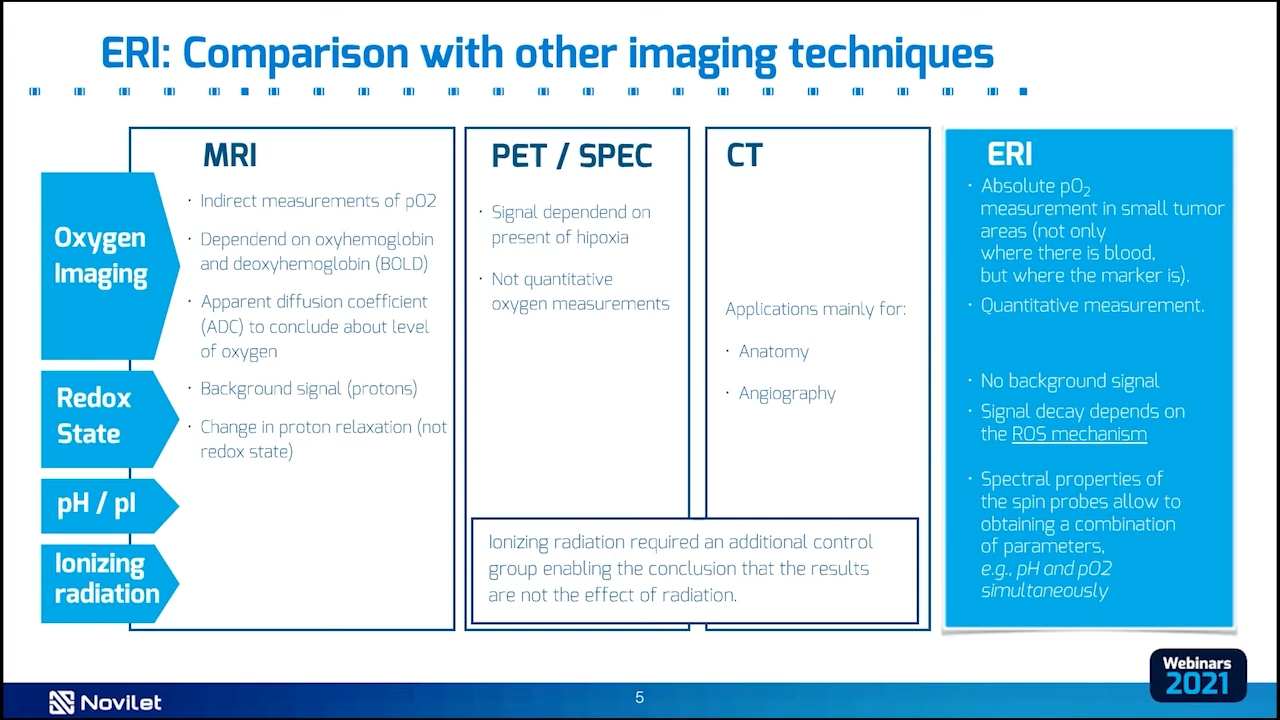 ERI: Comparison with other imaging techniques
Oxygen
Imaging
Redox
State
pH / pI
Ionizing
radiation
MRI
· Indirect measurements of pO2
· Dependend on oxyhemoglobin
and deoxyhemoglobin (BOLD)
· Apparent diffusion coefficient
(ADC) to conclude about level
of oxygen
· Background signal (protons)
· Change in proton relaxation (not
redox state)
PET / SPEC
· Signal dependend on
present of hipoxia
· Not quantitative
oxygen measurements
CT
Applications mainly for:
· Anatomy
· Angiography
Ionizing radiation required an additional control
group enabling the conclusion that the results
are not the effect of radiation.
ERI
· Absolute pO₂
measurement in small tumor
areas (not only
where there is blood,
but where the marker is).
· Quantitative measurement.
· No background signal
· Signal decay depends on
the ROS mechanism
· Spectral properties of
the spin probes allow to
obtaining a combination
of parameters,
e.g., pH and pO2
simultaneously
Novilet
5
Webinars
2021